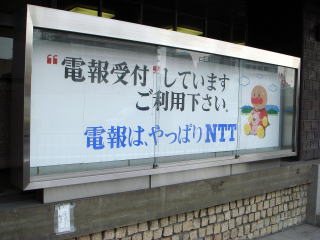 “電報受付”しています
ご利用下さい。
電報は、やっぱりNTT